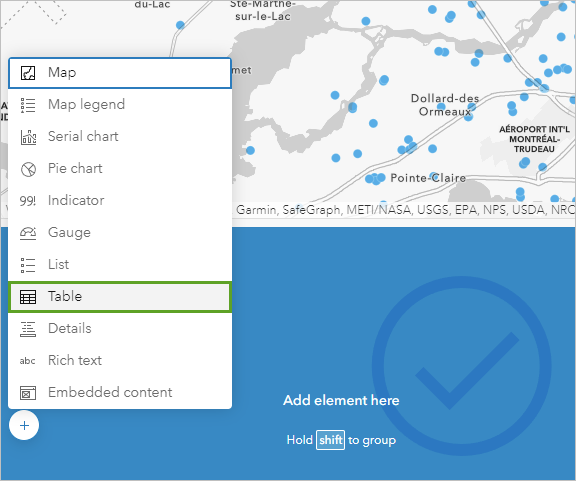 du-Lac
Ste-Marthe-
sur-le-Lac
met
Dollard-des
Ormeaux
AÉROPORT INT'L
MONTRÉAL-
TRUDEAU
Pointe-Claire
Garmin, SafeGraph, METI/NASA, USGS, EPA, NPS, USDA, NRC
Map
Map legend
Serial chart
Pie chart
99! Indicator
Gauge
List
Table
Details
abc Rich text
Embedded content
+
Add element here
Hold shift to group